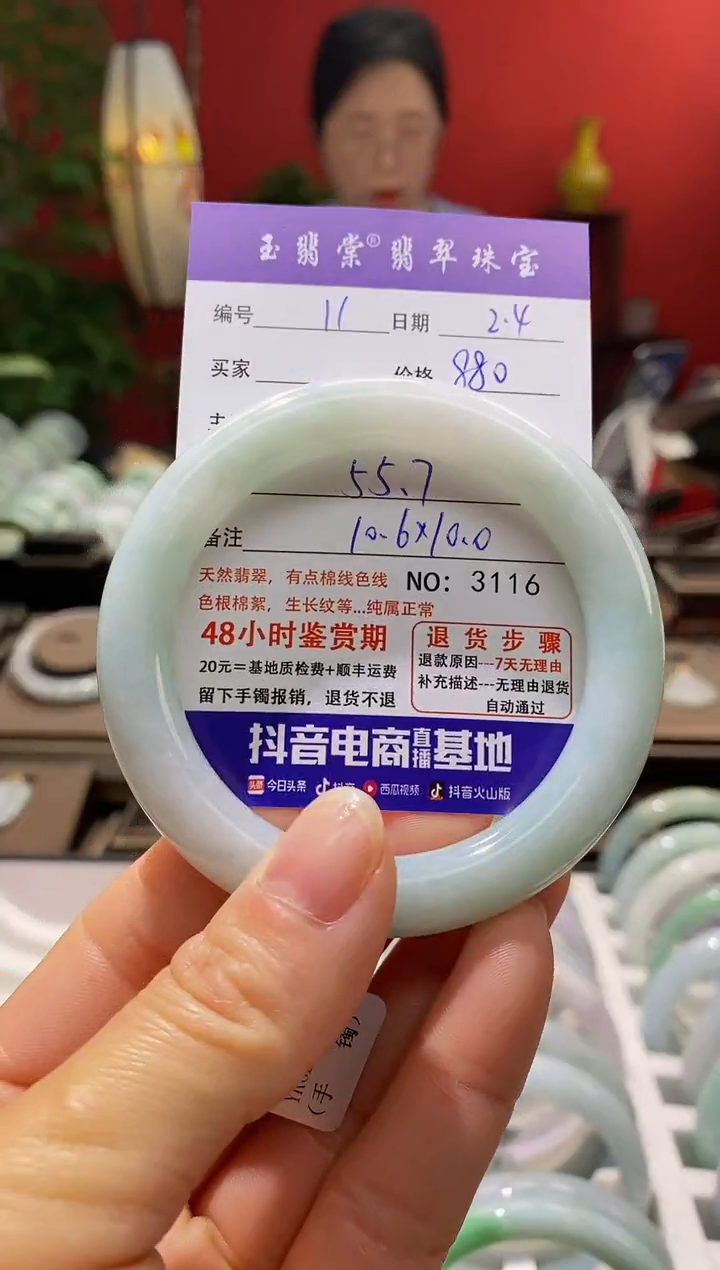 玉翡棠®翡翠珠宝
编号 11 日期 2.4
买家 价格 880
55.7
备注 10.6×10.0
天然翡翠，有点棉线色线 NO: 3116
色根棉絮，生长纹等...纯属正常
48小时鉴赏期
20元=基地质检费+顺丰运费
留下手镯报销，退货不退
退货步骤
退款原因---7天无理由
补充描述---无理由退货
自动通过
抖音电商直播基地
头条 今日头条 抖音 西瓜视频 抖音火山版
(手 镯)